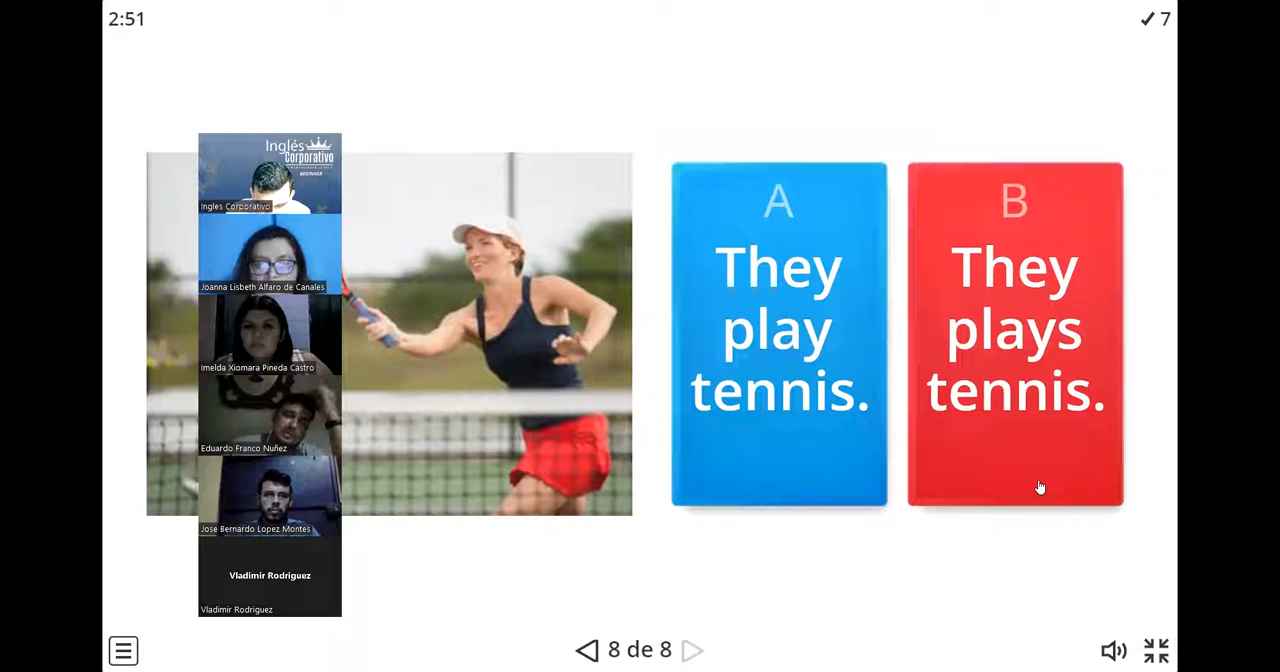 2:51
7
Inglés
Corporativo
BEGINNER
Ingles Corporativo
Joanna Lisbeth Alfaro de Canales
Imelda Xiomara Pineda Castro
Eduardo Franco Nuñez
Jose Bernardo Lopez Montes
Vladimir Rodriguez
Vladimir Rodriguez
A
They
play
tennis.
B
They
plays
tennis.
8 de 8